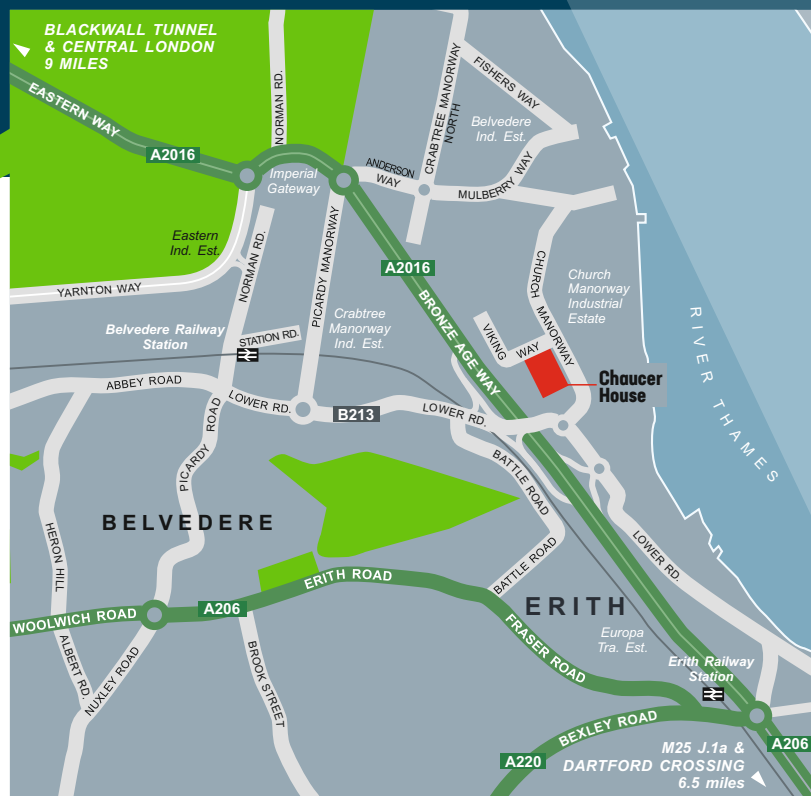 BLACKWALL TUNNEL
& CENTRAL LONDON
9 MILES
EASTERN WAY
A2016
NORMAN RD.
Imperial
Gateway
CRABTREE MANORWAY
NORTH
FISHERS WAY
Belvedere
Ind. Est.
ANDERSON
WAY
MULBERRY WAY
Eastern
Ind. Est.
YARNTON WAY
NORMAN RD.
PICARDY MANORWAY
A2016
BRONZE AGE WAY
CHURCH MANORWAY
Church
Manorway
Industrial
Estate
RIVER THAMES
Belvedere Railway
Station
STATION RD.
Crabtree
Manorway
Ind. Est.
VIKING
WAY
Chaucer
House
ABBEY ROAD
LOWER RD.
B213
LOWER RD.
PICARDY ROAD
BATTLE ROAD
BELVEDERE
HERON HILL
BATTLE ROAD
LOWER RD.
ERITH ROAD
A206
WOOLWICH ROAD
ERITH
FRASER ROAD
Europa
Tra. Est.
Erith Railway
Station
ALBERT RD.
NUXLEY ROAD
BROOK STREET
BEXLEY ROAD
A220
A206
M25 J.1a &
DARTFORD CROSSING
6.5 miles